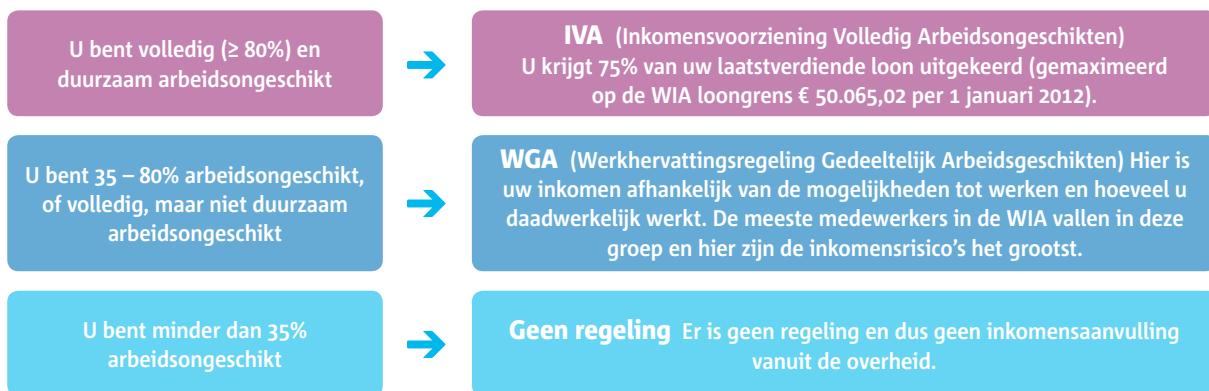 U bent volledig (≥ 80%) en
duurzaam arbeidsongeschikt
IVA (Inkomensvoorziening Volledig Arbeidsongeschikten)
U krijgt 75% van uw laatstverdiende loon uitgekeerd (gemaximeerd
op de WIA loongrens € 50.065,02 per 1 januari 2012).
U bent 35 – 80% arbeidsongeschikt,
of volledig, maar niet duurzaam
arbeidsongeschikt
WGA (Werkhervattingsregeling Gedeeltelijk Arbeidsgeschikten) Hier is
uw inkomen afhankelijk van de mogelijkheden tot werken en hoeveel u
daadwerkelijk werkt. De meeste medewerkers in de WIA vallen in deze
groep en hier zijn de inkomensrisico’s het grootst.
U bent minder dan 35%
arbeidsongeschikt
Geen regeling Er is geen regeling en dus geen inkomensaanvulling
vanuit de overheid.